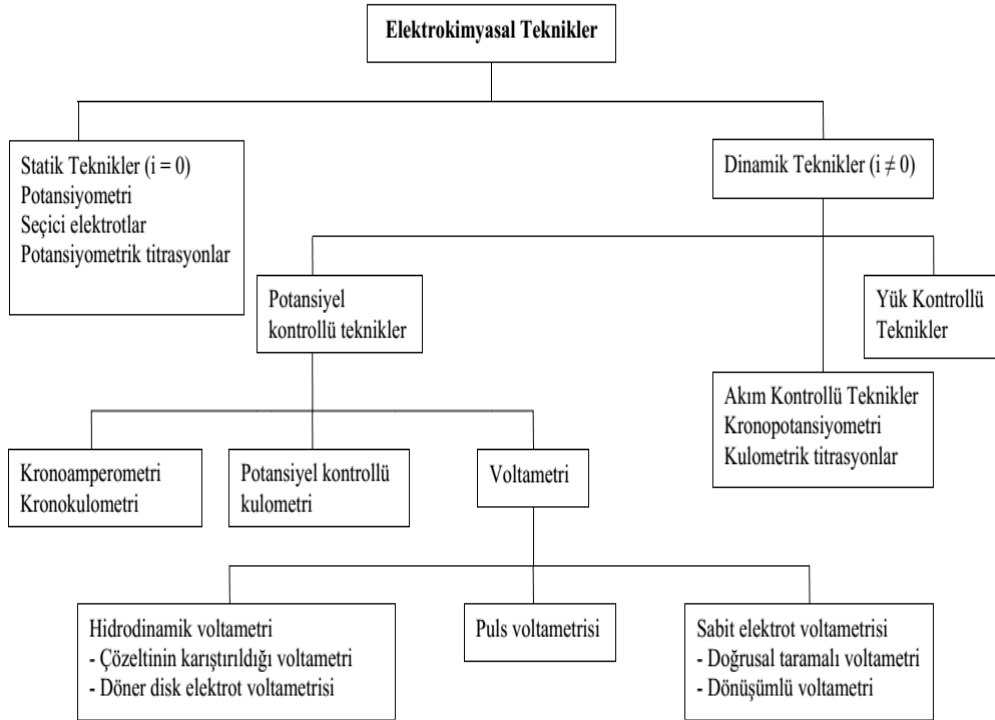 Elektrokimyasal Teknikler
Statik Teknikler (i = 0)
Potansiyometri
Seçici elektrotlar
Potansiyometrik titrasyonlar
Dinamik Teknikler (i ≠ 0)
Potansiyel
kontrollü teknikler
Yük Kontrollü
Teknikler
Akım Kontrollü Teknikler
Kronopotansiyometri
Kulometrik titrasyonlar
Kronoamperometri
Kronokulometri
Potansiyel kontrollü
kulometri
Voltametri
Hidrodinamik voltametri
- Çözeltinin karıştırıldığı voltametri
- Döner disk elektrot voltametrisi
Puls voltametrisi
Sabit elektrot voltametrisi
- Doğrusal taramalı voltametri
- Dönüşümlü voltametri